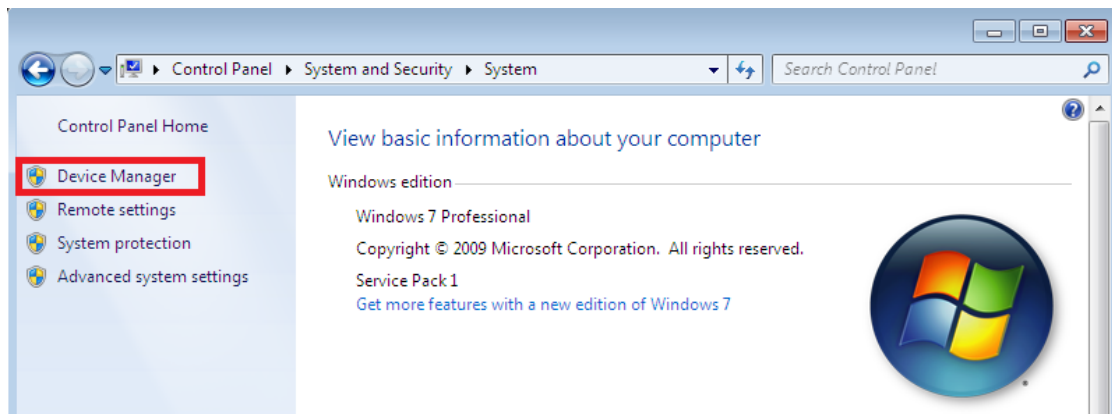 Control Panel ▸ System and Security ▸ System
Search Control Panel
Control Panel Home
Device Manager
Remote settings
System protection
Advanced system settings
View basic information about your computer
Windows edition
Windows 7 Professional
Copyright © 2009 Microsoft Corporation.  All rights reserved.
Service Pack 1
Get more features with a new edition of Windows 7